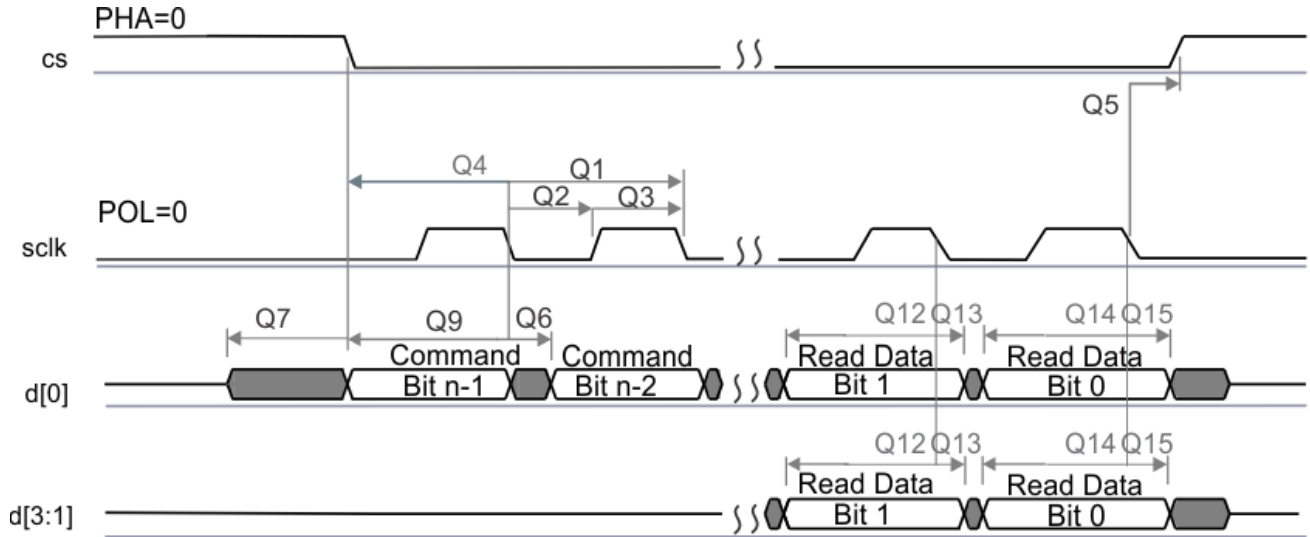 PHA=0
cs
Q5
Q4 Q1
Q2 Q3
POL=0
sclk
Q7 Q9 Q6 Q12 Q13 Q14 Q15
Command Command Read Data Read Data
d[0] Bit n-1 Bit n-2 Bit 1 Bit 0
Q12 Q13 Q14 Q15
Read Data Read Data
d[3:1] Bit 1 Bit 0